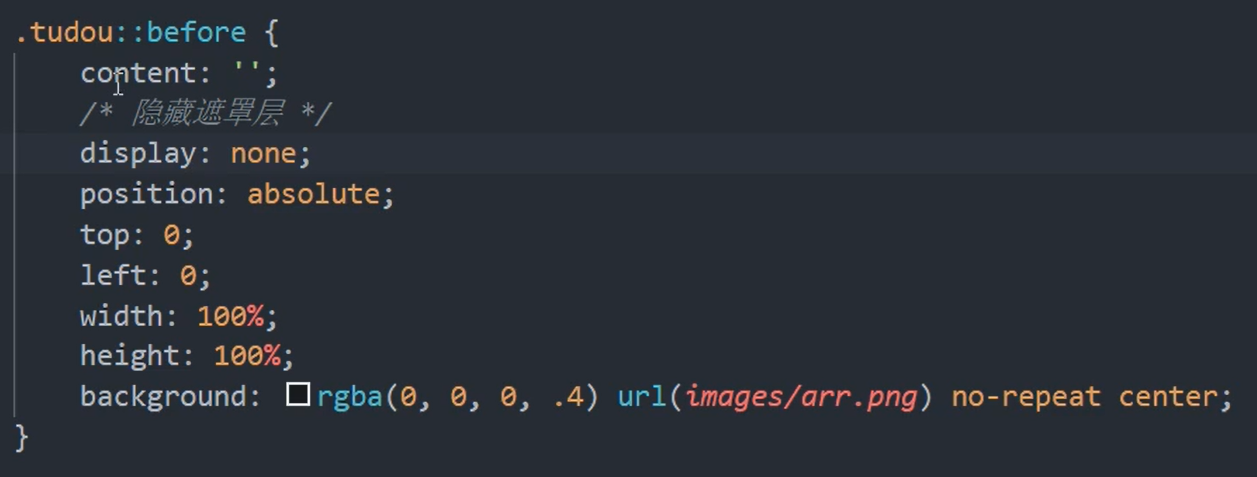 .tudou::before {
content: '';
/* 隐藏遮罩层 */
display: none;
position: absolute;
top: 0;
left: 0;
width: 100%;
height: 100%;
background: rgba(0, 0, 0, .4) url(images/arr.png) no-repeat center;
}